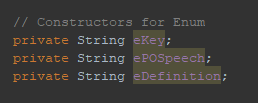 // Constructors for Enum
private String eKey;
private String ePOSpeech;
private String eDefinition;